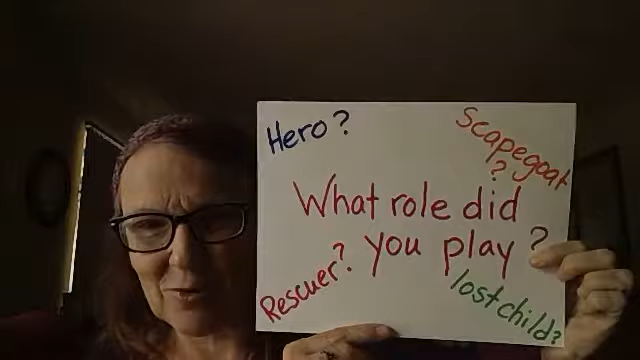 Hero?
Scapegoat
?
What role did
you play?
Rescuer?
lost child?